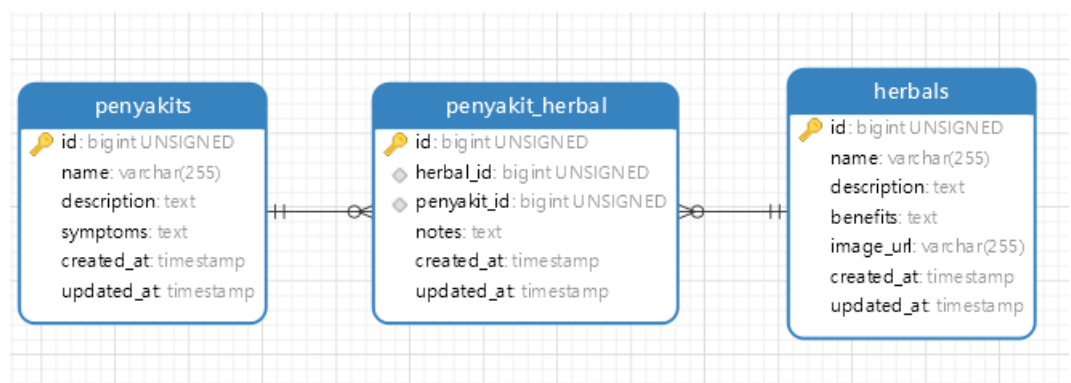 penyakits
id: bigint UNSIGNED
name: varchar(255)
description: text
symptoms: text
created_at: timestamp
updated_at: timestamp
penyakit_herbal
id: bigint UNSIGNED
herbal_id: bigint UNSIGNED
penyakit_id: bigint UNSIGNED
notes: text
created_at: timestamp
updated_at: timestamp
herbals
id: bigint UNSIGNED
name: varchar(255)
description: text
benefits: text
image_url: varchar(255)
created_at: timestamp
updated_at: timestamp